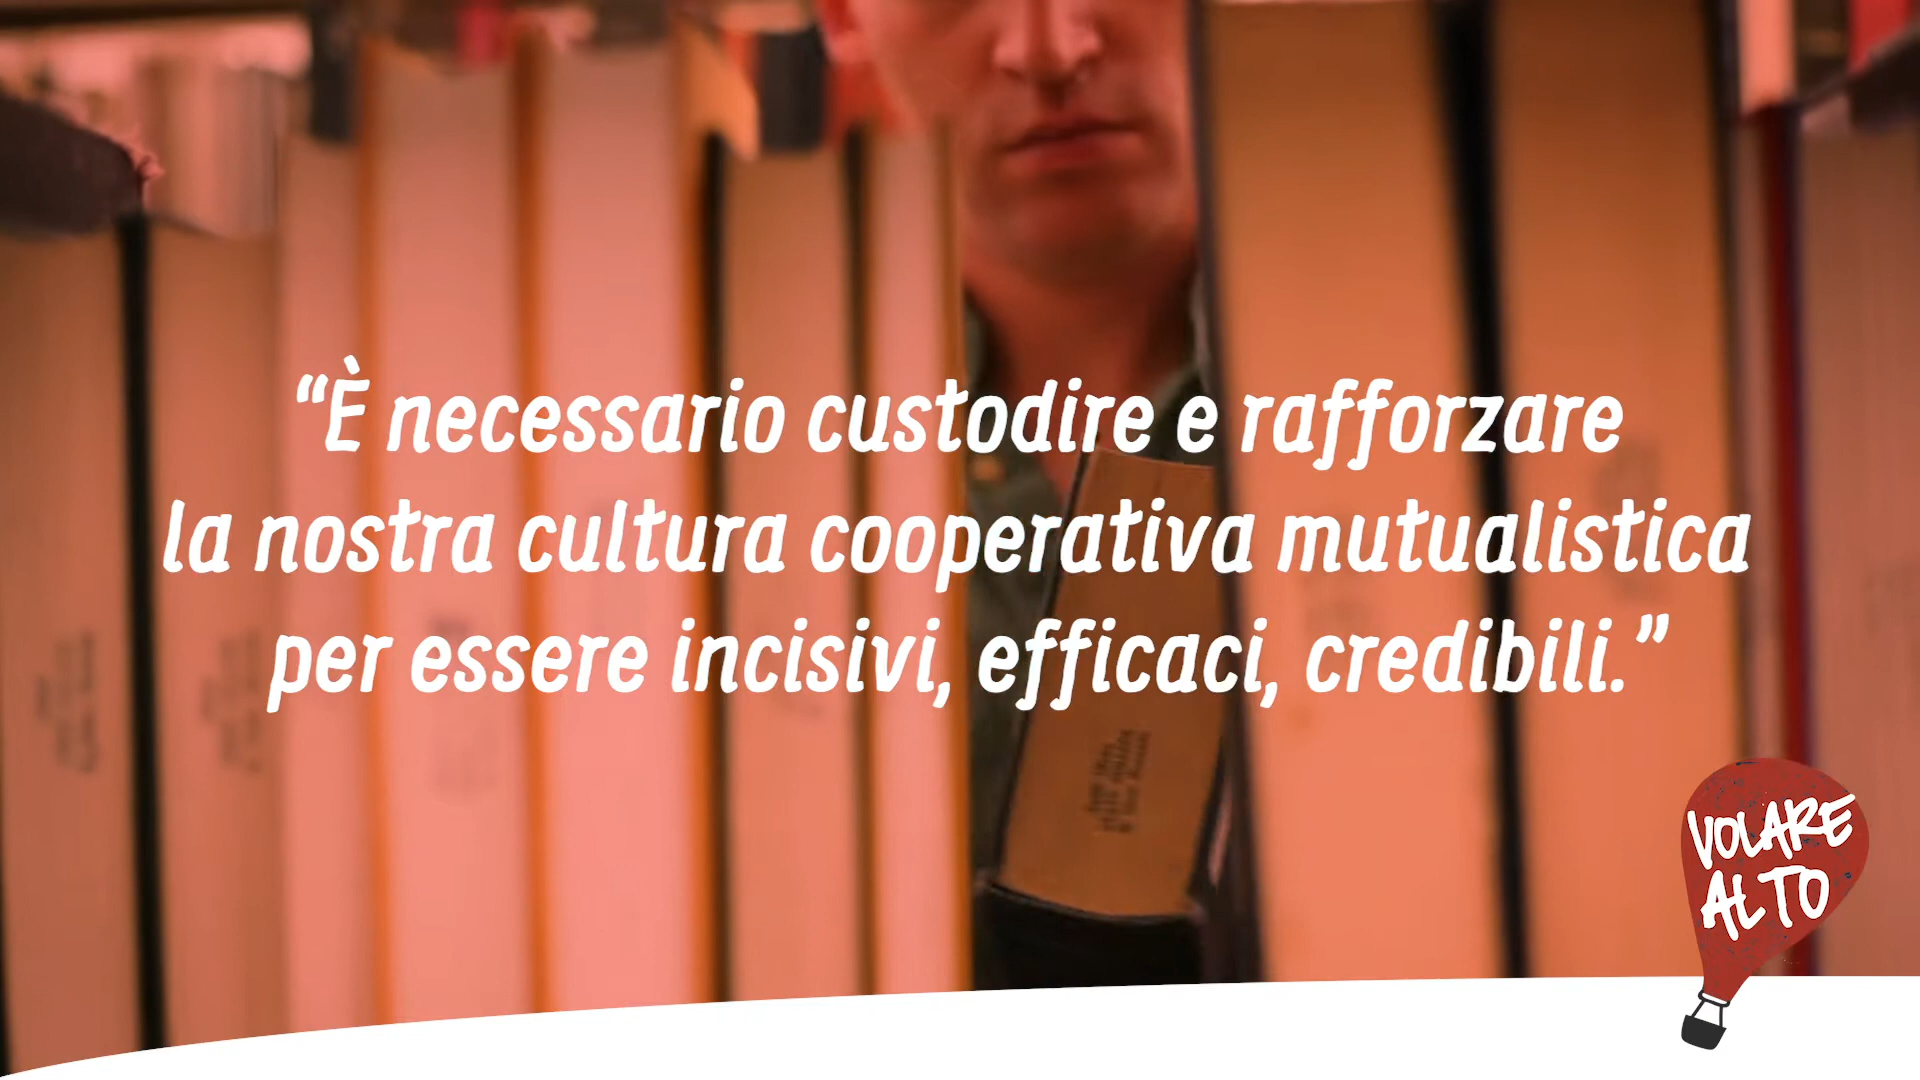 “È necessario custodire e rafforzare
la nostra cultura cooperativa mutualistica
per essere incisivi, efficaci, credibili.”
VOLARE
ALTO